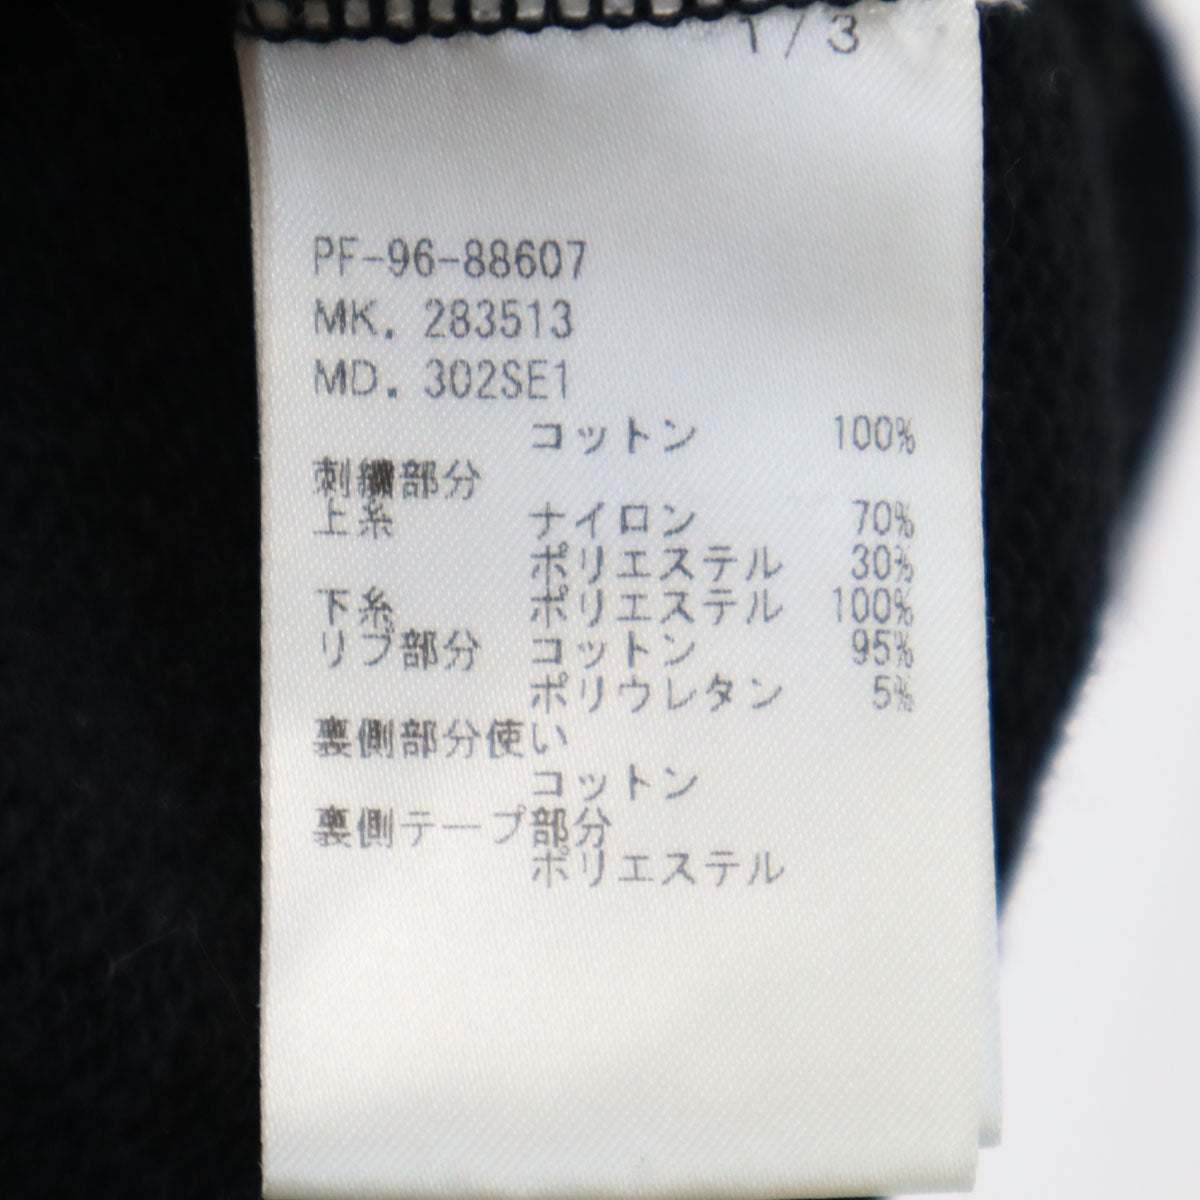 1/3
PF-96-88607
MK. 283513
MD. 302SE1
コットン 100%
刺繍部分
上糸 ナイロン 70%
ポリエステル 30%
下糸 ポリエステル 100%
リブ部分 コットン 95%
ポリウレタン 5%
裏側部分使い
コットン
裏側テープ部分
ポリエステル